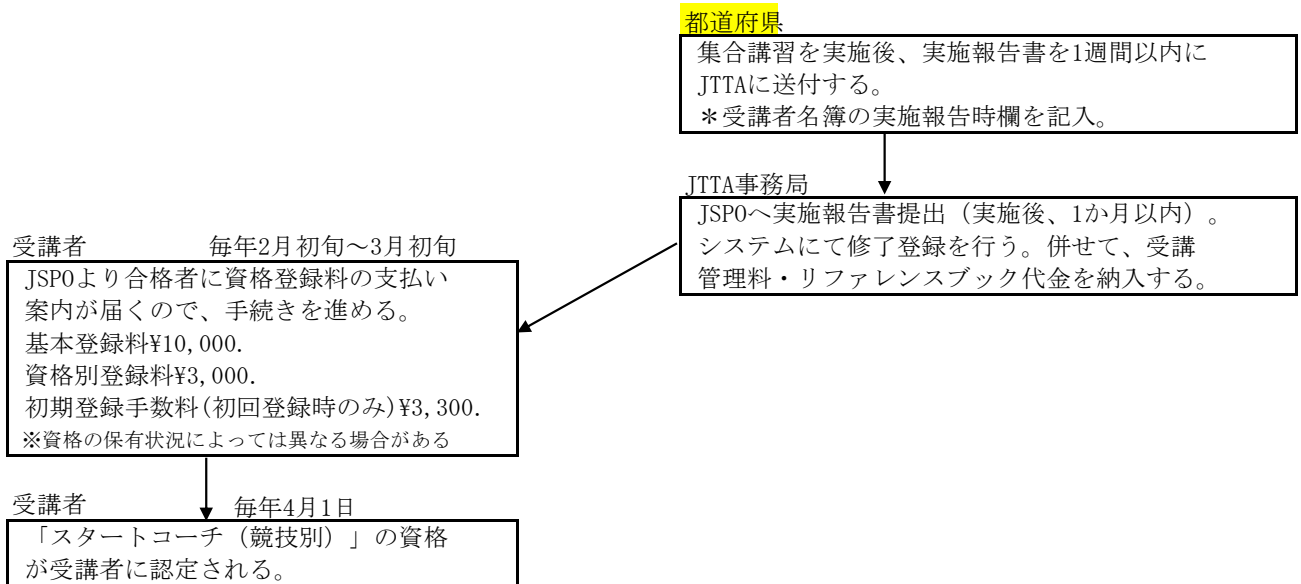 都道府県
集合講習を実施後、実施報告書を1週間以内に
JTTAに送付する。
＊受講者名簿の実施報告時欄を記入。
JTTA事務局
JSPOへ実施報告書提出（実施後、1か月以内）。
システムにて修了登録を行う。併せて、受講
管理料・リファレンスブック代金を納入する。
受講者 毎年2月初旬～3月初旬
JSPOより合格者に資格登録料の支払い
案内が届くので、手続きを進める。
基本登録料¥10,000.
資格別登録料¥3,000.
初期登録手数料(初回登録時のみ)¥3,300.
※資格の保有状況によっては異なる場合がある
受講者 毎年4月1日
「スタートコーチ（競技別）」の資格
が受講者に認定される。